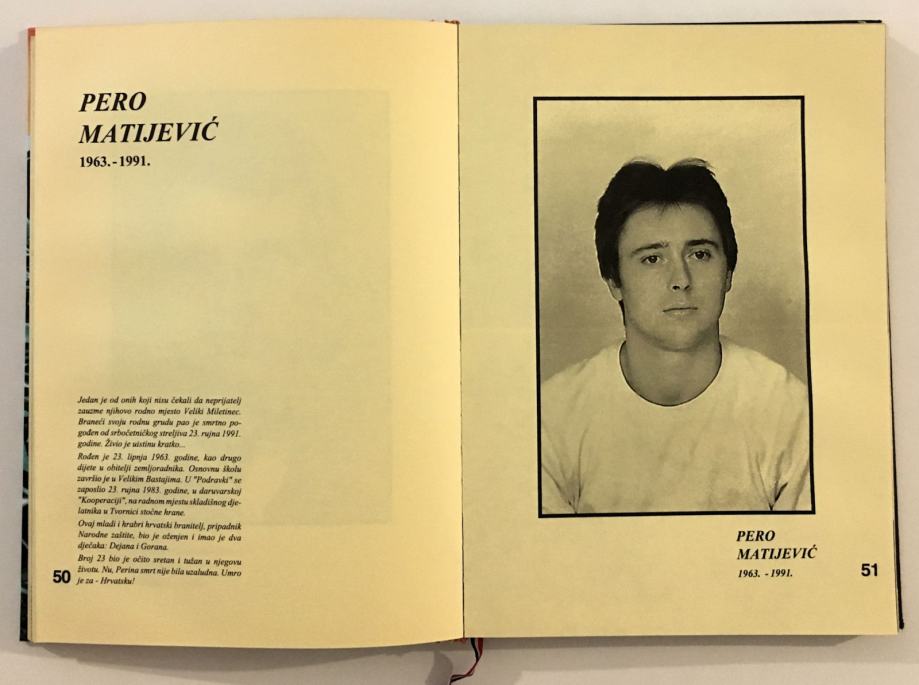 PERO
MATIJEVIĆ
1963.-1991.
Jedan je od onih koji nisu čekali da neprijatelj
zauzme njihovo rodno mjesto Veliki Miletinec.
Braneći svoju rodnu grudu pao je smrtno po-
gođen od srbočetničkog streljiva 23. rujna 1991.
godine. Živio je uistinu kratko...
Rođen je 23. lipnja 1963. godine, kao drugo
dijete u obitelji zemljoradnika. Osnovnu školu
završio je u Velikim Bastajima. U "Podravki" se
zaposlio 23. rujna 1983. godine, u daruvarskoj
"Kooperaciji", na radnom mjestu skladišnog dje-
latnika u Tvornici stočne hrane.
Ovaj mladi i hrabri hrvatski branitelj, pripadnik
Narodne zaštite, bio je oženjen i imao je dva
dječaka: Dejana i Gorana.
Broj 23 bio je očito sretan i tužan u njegovu
životu. Nu, Perina smrt nije bila uzaludna. Umro
je za - Hrvatsku!
50
PERO
MATIJEVIĆ
1963. - 1991.
51